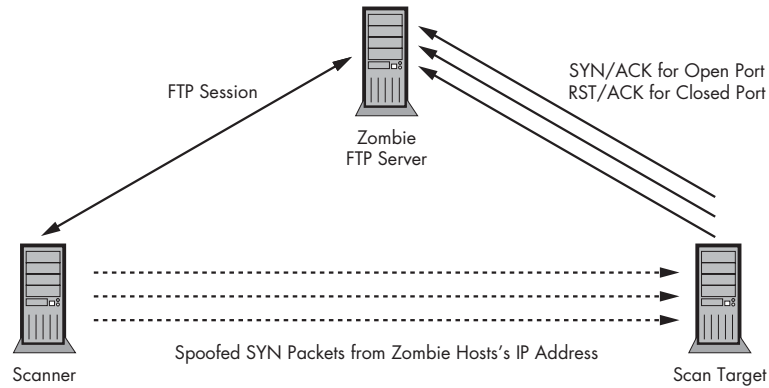 SYN/ACK for Open Port
RST/ACK for Closed Port
FTP Session
Zombie
FTP Server
Spoofed SYN Packets from Zombie Hosts's IP Address
Scanner
Scan Target